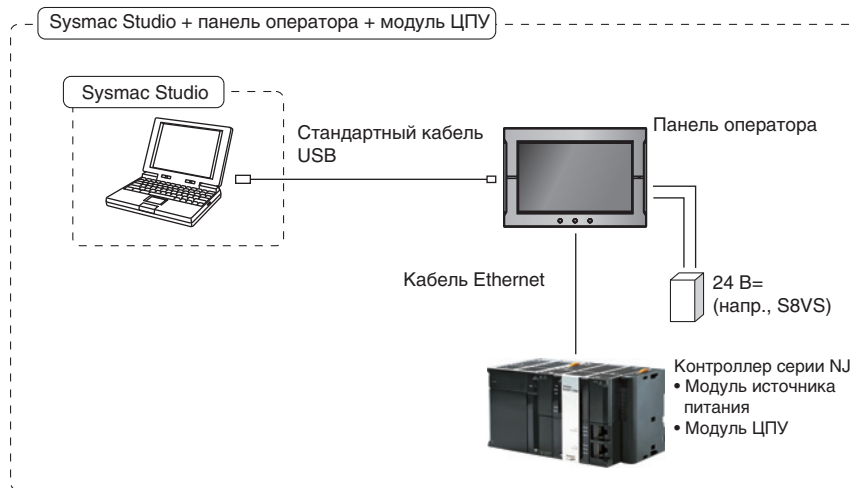 Sysmac Studio + панель оператора + модуль ЦПУ
Sysmac Studio
Стандартный кабель
USB
Панель оператора
Кабель Ethernet
24 В=
(напр., S8VS)
Контроллер серии NJ
• Модуль источника
питания
• Модуль ЦПУ